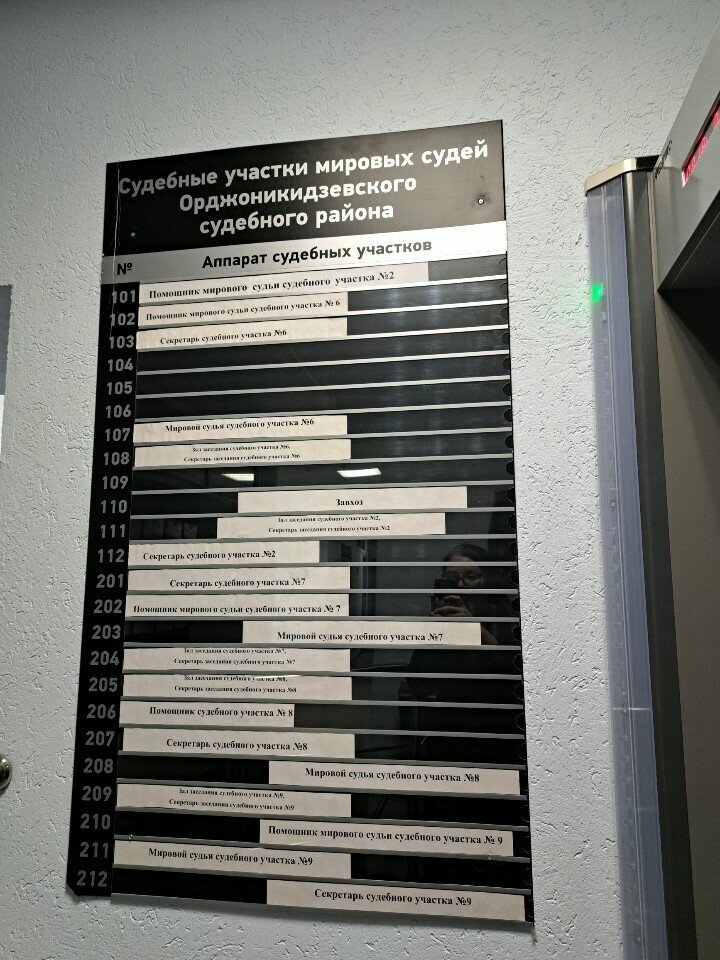 Судебные участки мировых судей
Орджоникидзевского
судебного района
№ Аппарат судебных участков
101 Помощник мирового судьи судебного участка №2
102 Помощник мирового судьи судебного участка № 6
103 Секретарь судебного участка №6
104
105
106
107 Мировой судья судебного участка №6
108 Зал заседания судебного участка №6,
Секретарь заседания судебного участка №6
109
110 Завхоз
111 Зал заседания судебного участка №2,
Секретарь заседания судебного участка №2
112 Секретарь судебного участка №2
201 Секретарь судебного участка №7
202 Помощник мирового судьи судебного участка № 7
203 Мировой судья судебного участка №7
204 Зал заседания судебного участка №7,
Секретарь заседания судебного участка №7
205 Зал заседания судебного участка №8,
Секретарь заседания судебного участка №8
206 Помощник судебного участка № 8
207 Секретарь судебного участка №8
208 Мировой судья судебного участка №8
209 Зал заседания судебного участка №9,
Секретарь заседания судебного участка №9
210 Помощник мирового судьи судебного участка № 9
211 Мировой судья судебного участка №9
212 Секретарь судебного участка №9